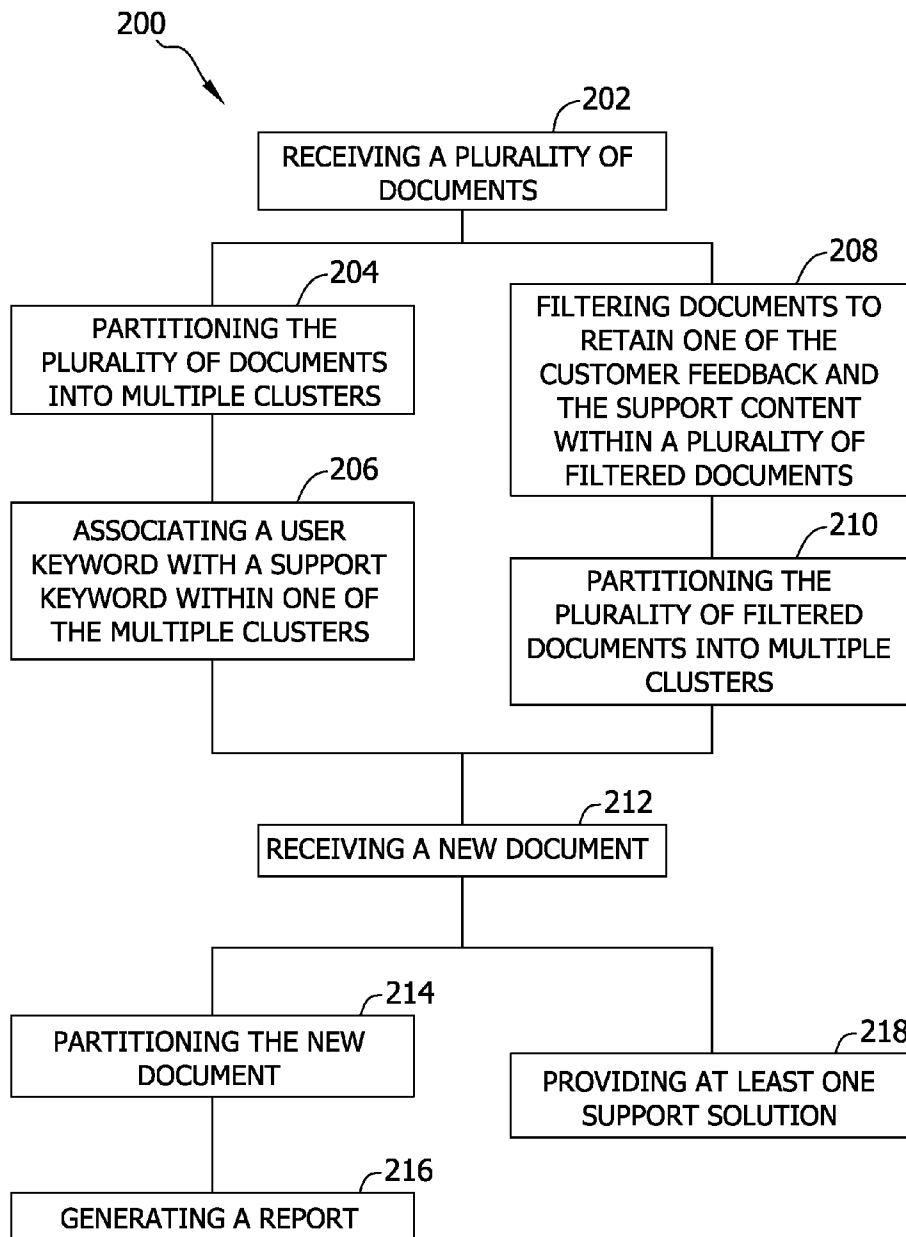 200
202
RECEIVING A PLURALITY OF
DOCUMENTS
204
PARTITIONING THE
PLURALITY OF DOCUMENTS
INTO MULTIPLE CLUSTERS
208
FILTERING DOCUMENTS TO
RETAIN ONE OF THE
CUSTOMER FEEDBACK AND
THE SUPPORT CONTENT
WITHIN A PLURALITY OF
FILTERED DOCUMENTS
206
ASSOCIATING A USER
KEYWORD WITH A SUPPORT
KEYWORD WITHIN ONE OF
THE MULTIPLE CLUSTERS
210
PARTITIONING THE
PLURALITY OF FILTERED
DOCUMENTS INTO MULTIPLE
CLUSTERS
212
RECEIVING A NEW DOCUMENT
214
PARTITIONING THE NEW
DOCUMENT
218
PROVIDING AT LEAST ONE
SUPPORT SOLUTION
216
GENERATING A REPORT